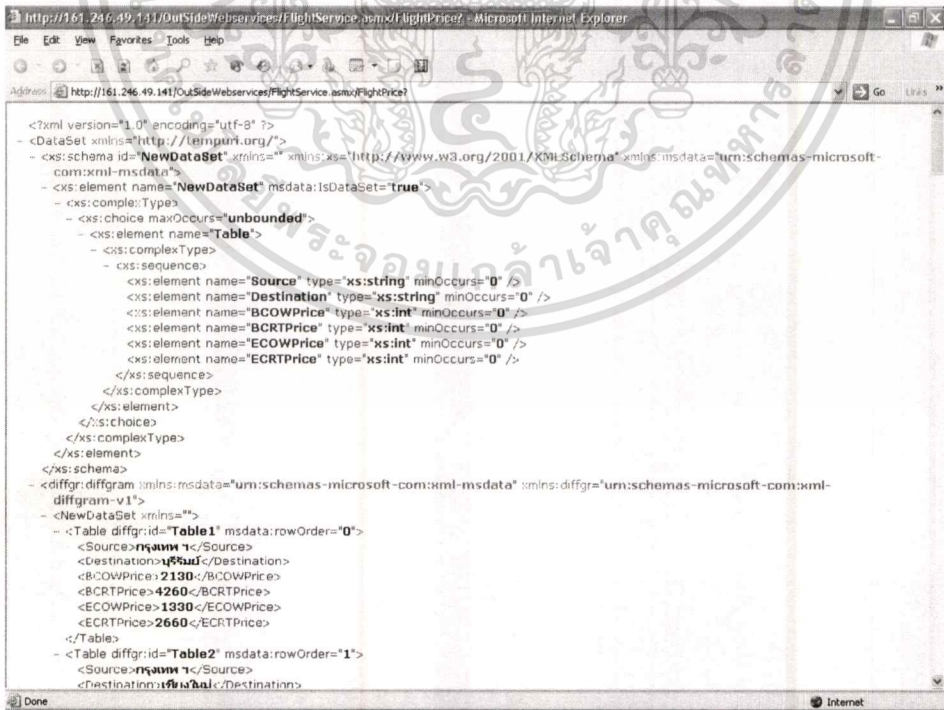 http://161.246.49.141/OutSideWebservices/FlightService.asmx/FlightPrice? - Microsoft Internet Explorer
File Edit View Favorites Tools Help
Address http://161.246.49.141/OutSideWebservices/FlightService.asmx/FlightPrice? Go Links »
<?xml version="1.0" encoding="utf-8" ?>
- <DataSet xmlns="http://tempuri.org/">
- <xs:schema id="NewDataSet" xmlns="" xmlns:xs="http://www.w3.org/2001/XMLSchema" xmlns:msdata="urn:schemas-microsoft-
com:xml-msdata">
- <xs:element name="NewDataSet" msdata:IsDataSet="true">
- <xs:complexType>
- <xs:choice maxOccurs="unbounded">
- <xs:element name="Table">
- <xs:complexType>
- <xs:sequence>
<xs:element name="Source" type="xs:string" minOccurs="0" />
<xs:element name="Destination" type="xs:string" minOccurs="0" />
<xs:element name="BCOWPrice" type="xs:int" minOccurs="0" />
<xs:element name="BCRTPrice" type="xs:int" minOccurs="0" />
<xs:element name="ECOWPrice" type="xs:int" minOccurs="0" />
<xs:element name="ECRTPrice" type="xs:int" minOccurs="0" />
</xs:sequence>
</xs:complexType>
</xs:element>
</xs:choice>
</xs:complexType>
</xs:element>
</xs:schema>
- <diffgr:diffgram xmlns:msdata="urn:schemas-microsoft-com:xml-msdata" xmlns:diffgr="urn:schemas-microsoft-com:xml-
diffgram-v1">
- <NewDataSet xmlns="">
- <Table diffgr:id="Table1" msdata:rowOrder="0">
<Source>กรุงเทพ ฯ</Source>
<Destination>บุรีรัมย์</Destination>
<BCOWPrice>2130</BCOWPrice>
<BCRTPrice>4260</BCRTPrice>
<ECOWPrice>1330</ECOWPrice>
<ECRTPrice>2660</ECRTPrice>
</Table>
- <Table diffgr:id="Table2" msdata:rowOrder="1">
<Source>กรุงเทพ ฯ</Source>
<Destination>เชียงใหม่</Destination>
Done Internet